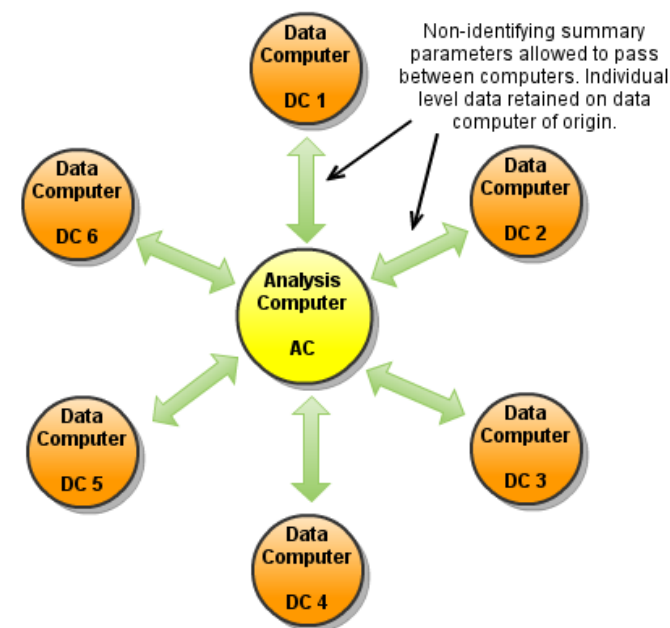 Data
Computer
DC 1
Non-identifying summary
parameters allowed to pass
between computers. Individual
level data retained on data
computer of origin.
Data
Computer
DC 6
Data
Computer
DC 2
Analysis
Computer
AC
Data
Computer
DC 5
Data
Computer
DC 3
Data
Computer
DC 4